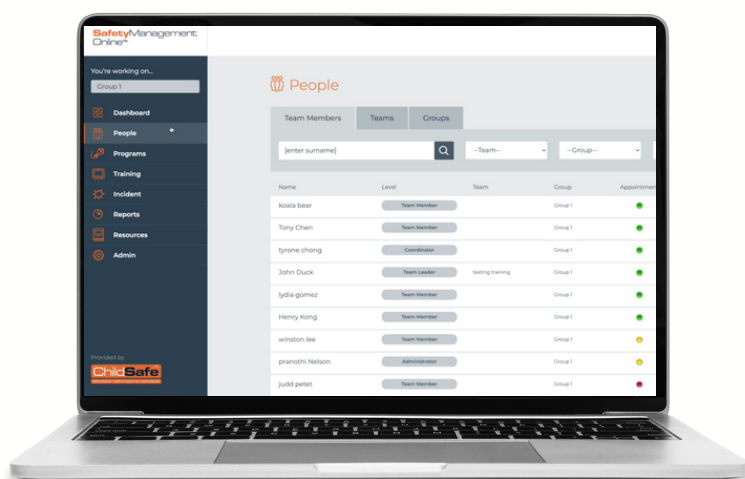 SafetyManagement
Online™
You're working on...
Group 1
Dashboard
People
Programs
Training
Incident
Reports
Resources
Admin
Provided by
ChildSafe
People
Team Members Teams Groups
[enter surname] --Team-- --Group--
Name Level Team Group Appointmen
koala bear Team Member Group 1
Tony Chen Team Member Group 1
tyrone chong Coordinator Group 1
John Duck Team Leader testing training Group 1
lydia gomez Team Member Group 1
Henry Kong Team Member Group 1
winston lee Team Member Group 1
pranothi Nelson Administrator Group 1
judd petet Team Member Group 1